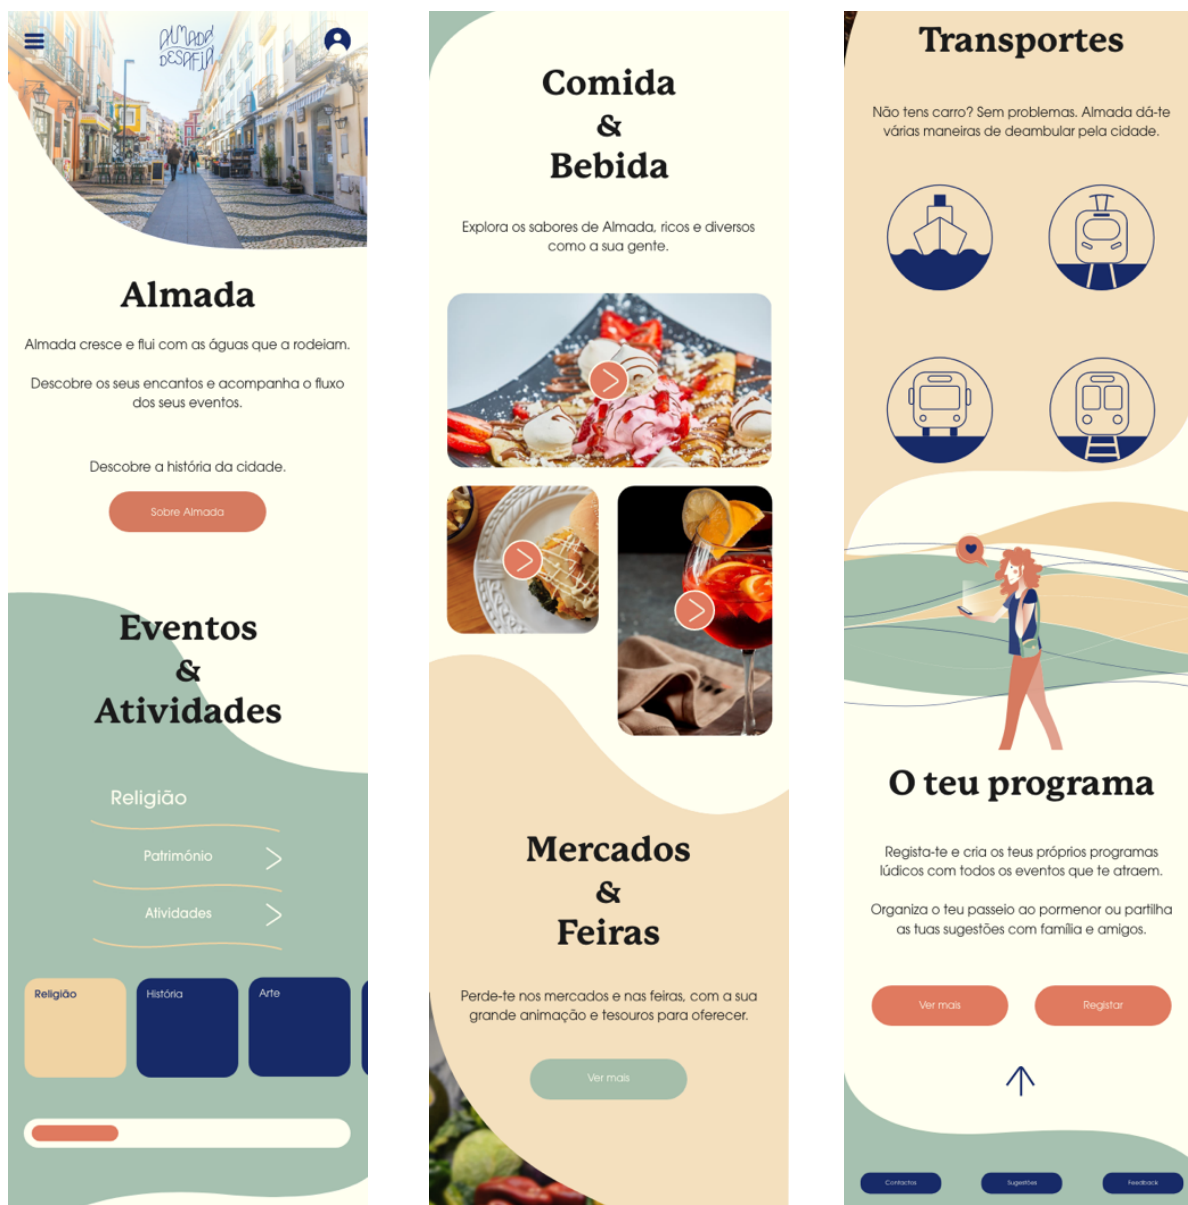 ALMADA
DESAFIA
Almada
Almada cresce e flui com as águas que a rodeiam.
Descobre os seus encantos e acompanha o fluxo
dos seus eventos.
Descobre a história da cidade.
Sobre Almada
Eventos
&
Atividades
Religião
Património
Atividades
Religião
História
Arte
Comida
&
Bebida
Explora os sabores de Almada, ricos e diversos
como a sua gente.
Mercados
&
Feiras
Perde-te nos mercados e nas feiras, com a sua
grande animação e tesouros para oferecer.
Ver mais
Transportes
Não tens carro? Sem problemas. Almada dá-te
várias maneiras de deambular pela cidade.
O teu programa
Regista-te e cria os teus próprios programas
lúdicos com todos os eventos que te atraem.
Organiza o teu passeio ao pormenor ou partilha
as tuas sugestões com família e amigos.
Ver mais
Registar
Contactos
Sugestões
Feedback